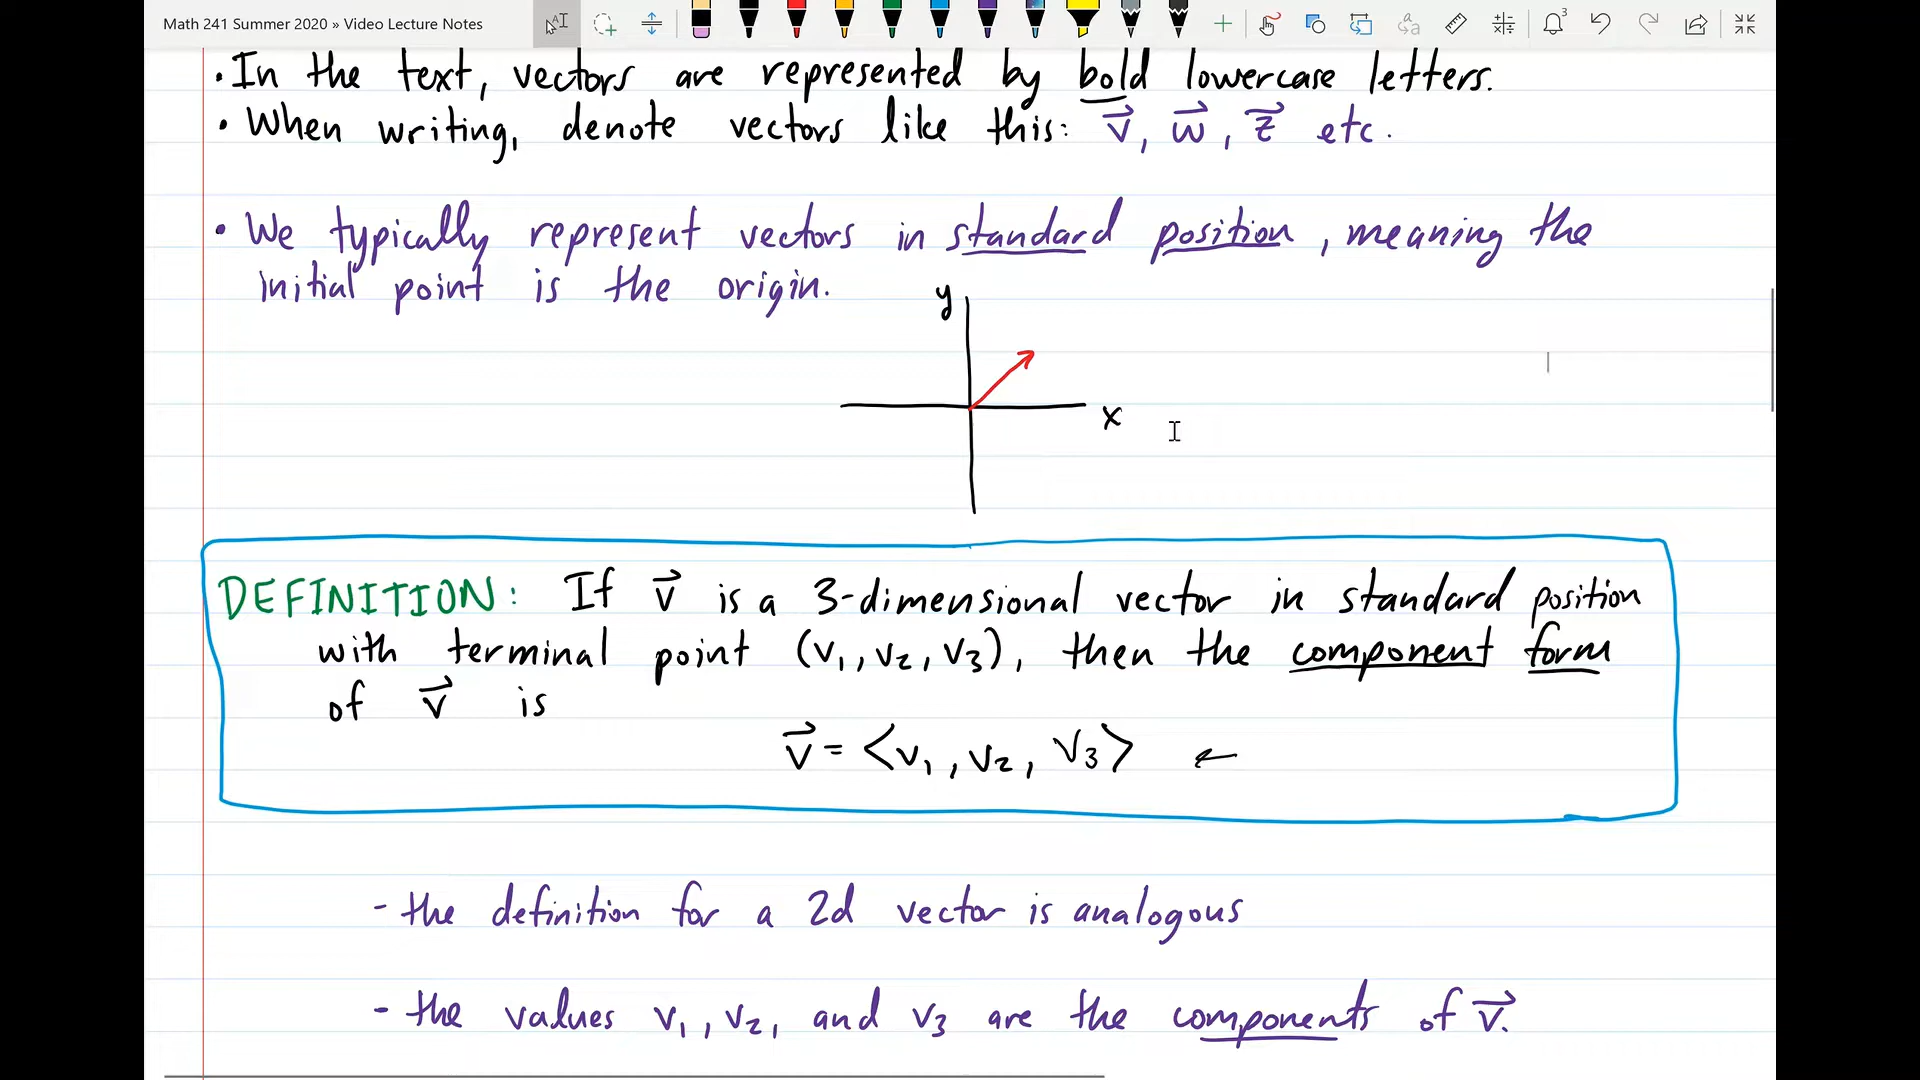 Math 241 Summer 2020 » Video Lecture Notes
• In the text, vectors are represented by bold lowercase letters.
• When writing, denote vectors like this: v⃗, w⃗, z⃗ etc.
• We typically represent vectors in standard position, meaning the
initial point is the origin.
y
x
DEFINITION: If v⃗ is a 3-dimensional vector in standard position
with terminal point (v₁, v₂, v₃), then the component form
of v⃗ is
v⃗ = ⟨v₁, v₂, v₃⟩ ←
- the definition for a 2d vector is analogous
- the values v₁, v₂, and v₃ are the components of v⃗.